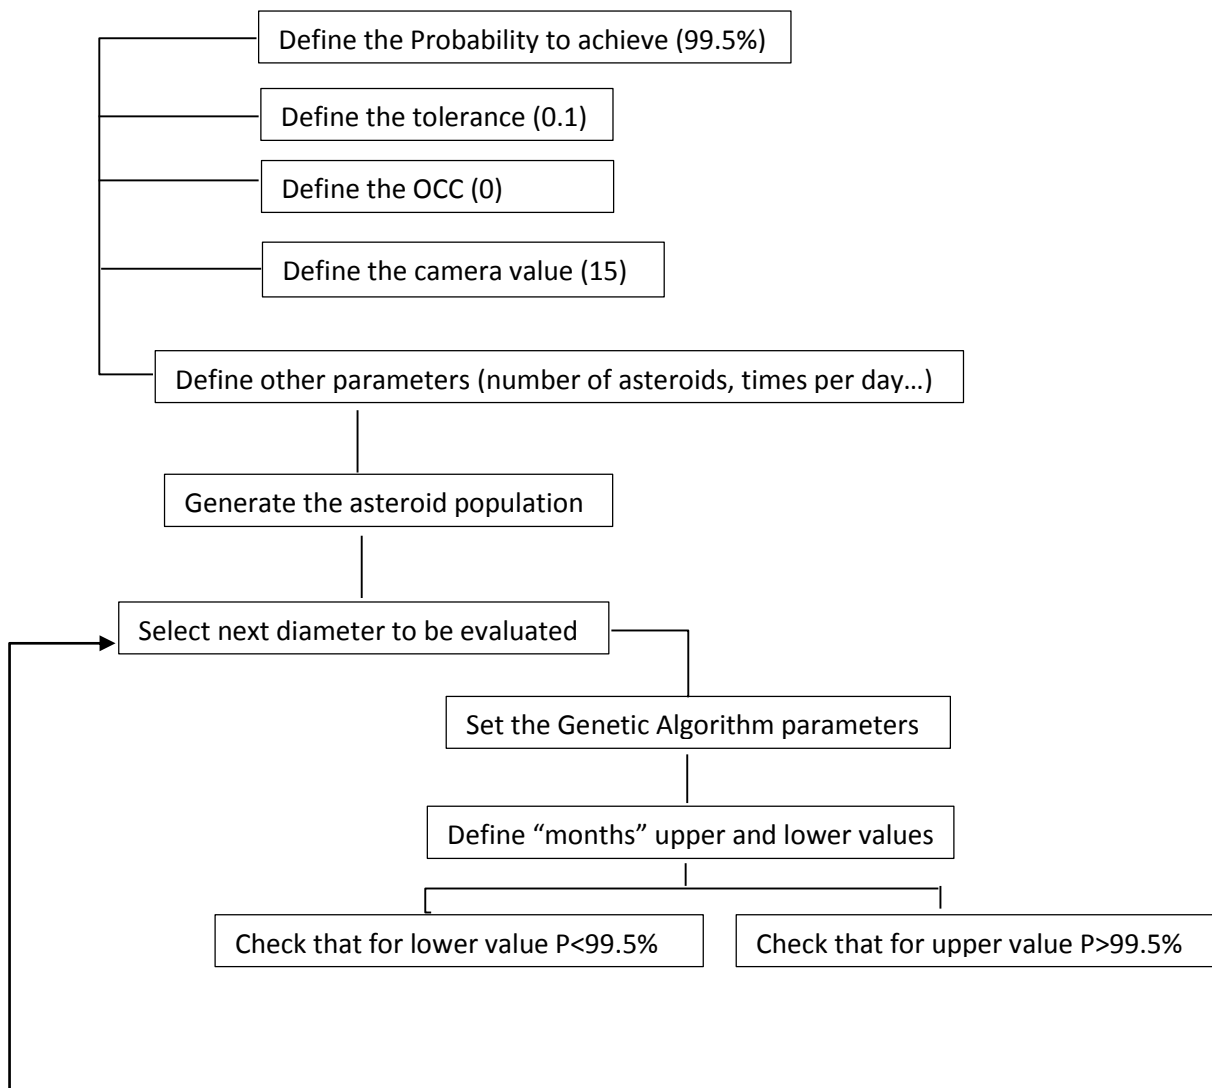 Define the Probability to achieve (99.5%)
Define the tolerance (0.1)
Define the OCC (0)
Define the camera value (15)
Define other parameters (number of asteroids, times per day…)
Generate the asteroid population
Select next diameter to be evaluated
Set the Genetic Algorithm parameters
Define “months” upper and lower values
Check that for lower value P<99.5%
Check that for upper value P>99.5%